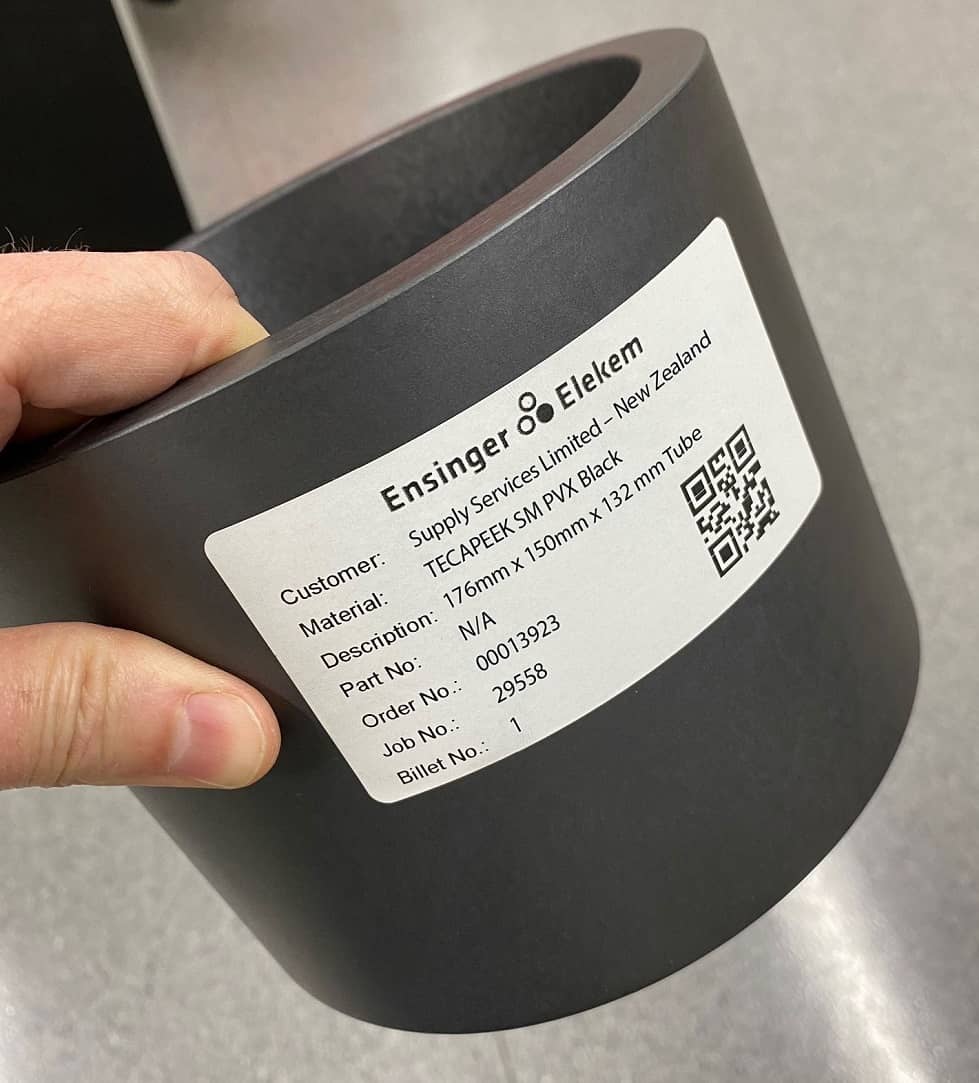 Ensinger Elekem
Customer: Supply Services Limited – New Zealand
Material: TECAPEEK SM PVX Black
Description: 176mm x 150mm x 132 mm Tube
Part No: N/A
Order No.: 00013923
Job No.: 29558
Billet No.: 1